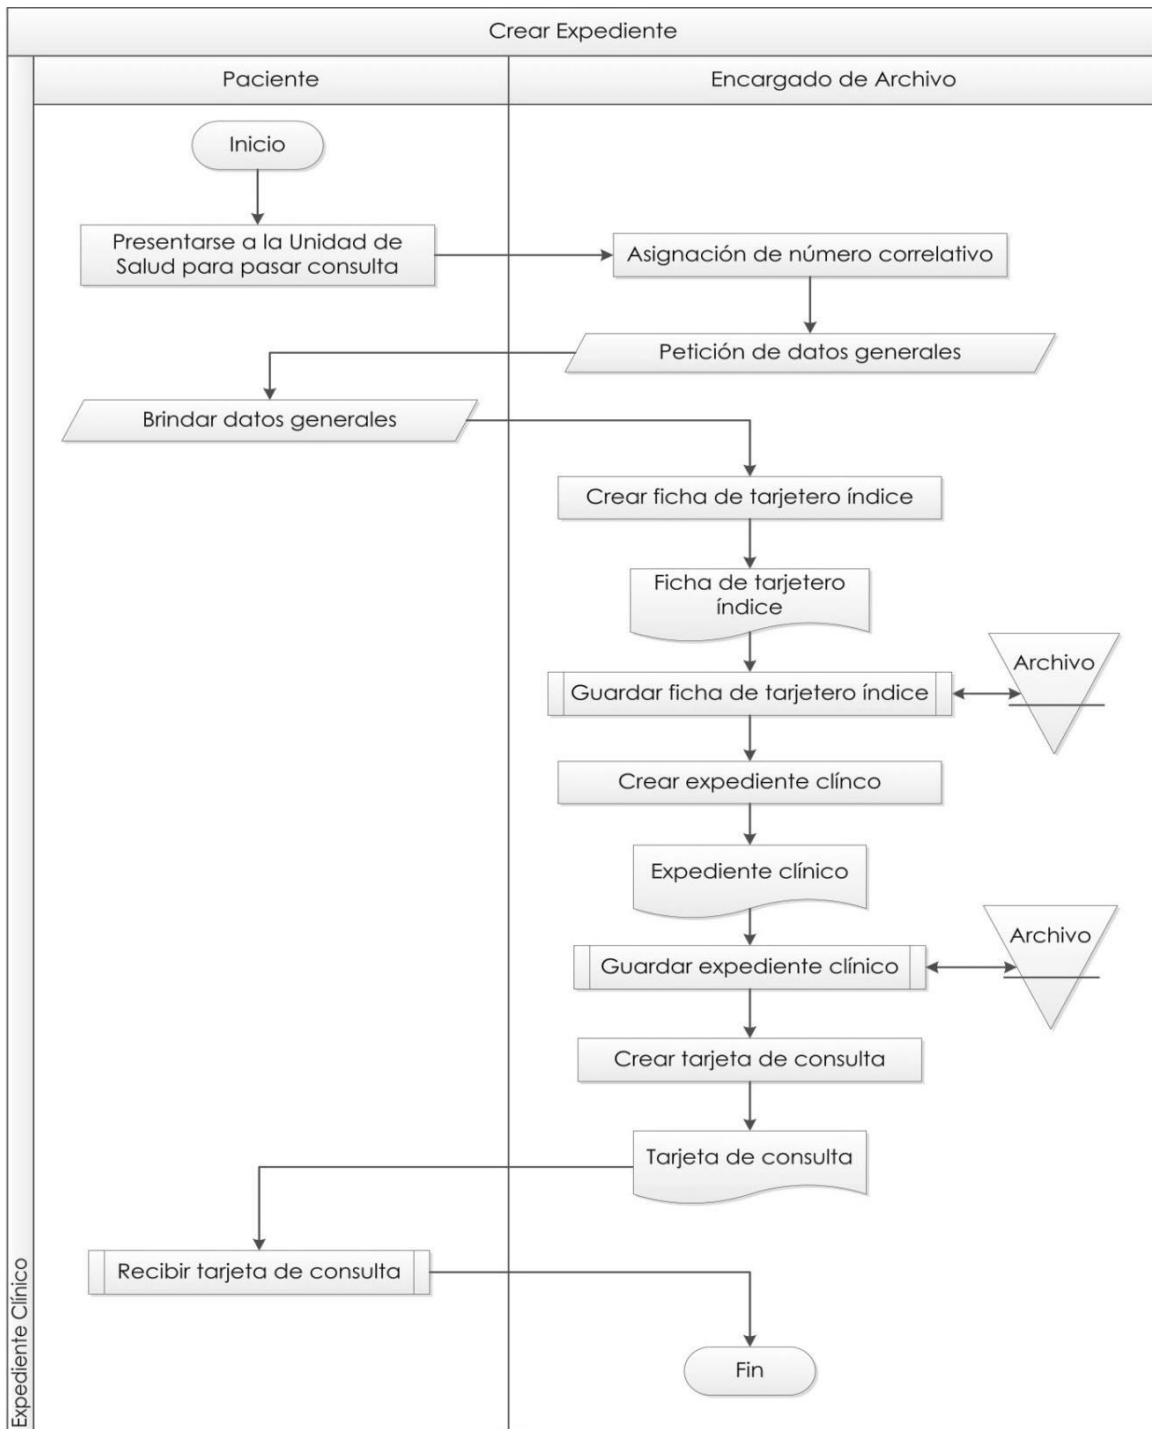 Crear Expediente
Paciente
Encargado de Archivo
Inicio
Presentarse a la Unidad de
Salud para pasar consulta
Asignación de número correlativo
Petición de datos generales
Brindar datos generales
Crear ficha de tarjetero índice
Ficha de tarjetero
índice
Guardar ficha de tarjetero índice
Archivo
Crear expediente clínco
Expediente clínico
Guardar expediente clínico
Archivo
Crear tarjeta de consulta
Tarjeta de consulta
Recibir tarjeta de consulta
Fin
Expediente Clínico